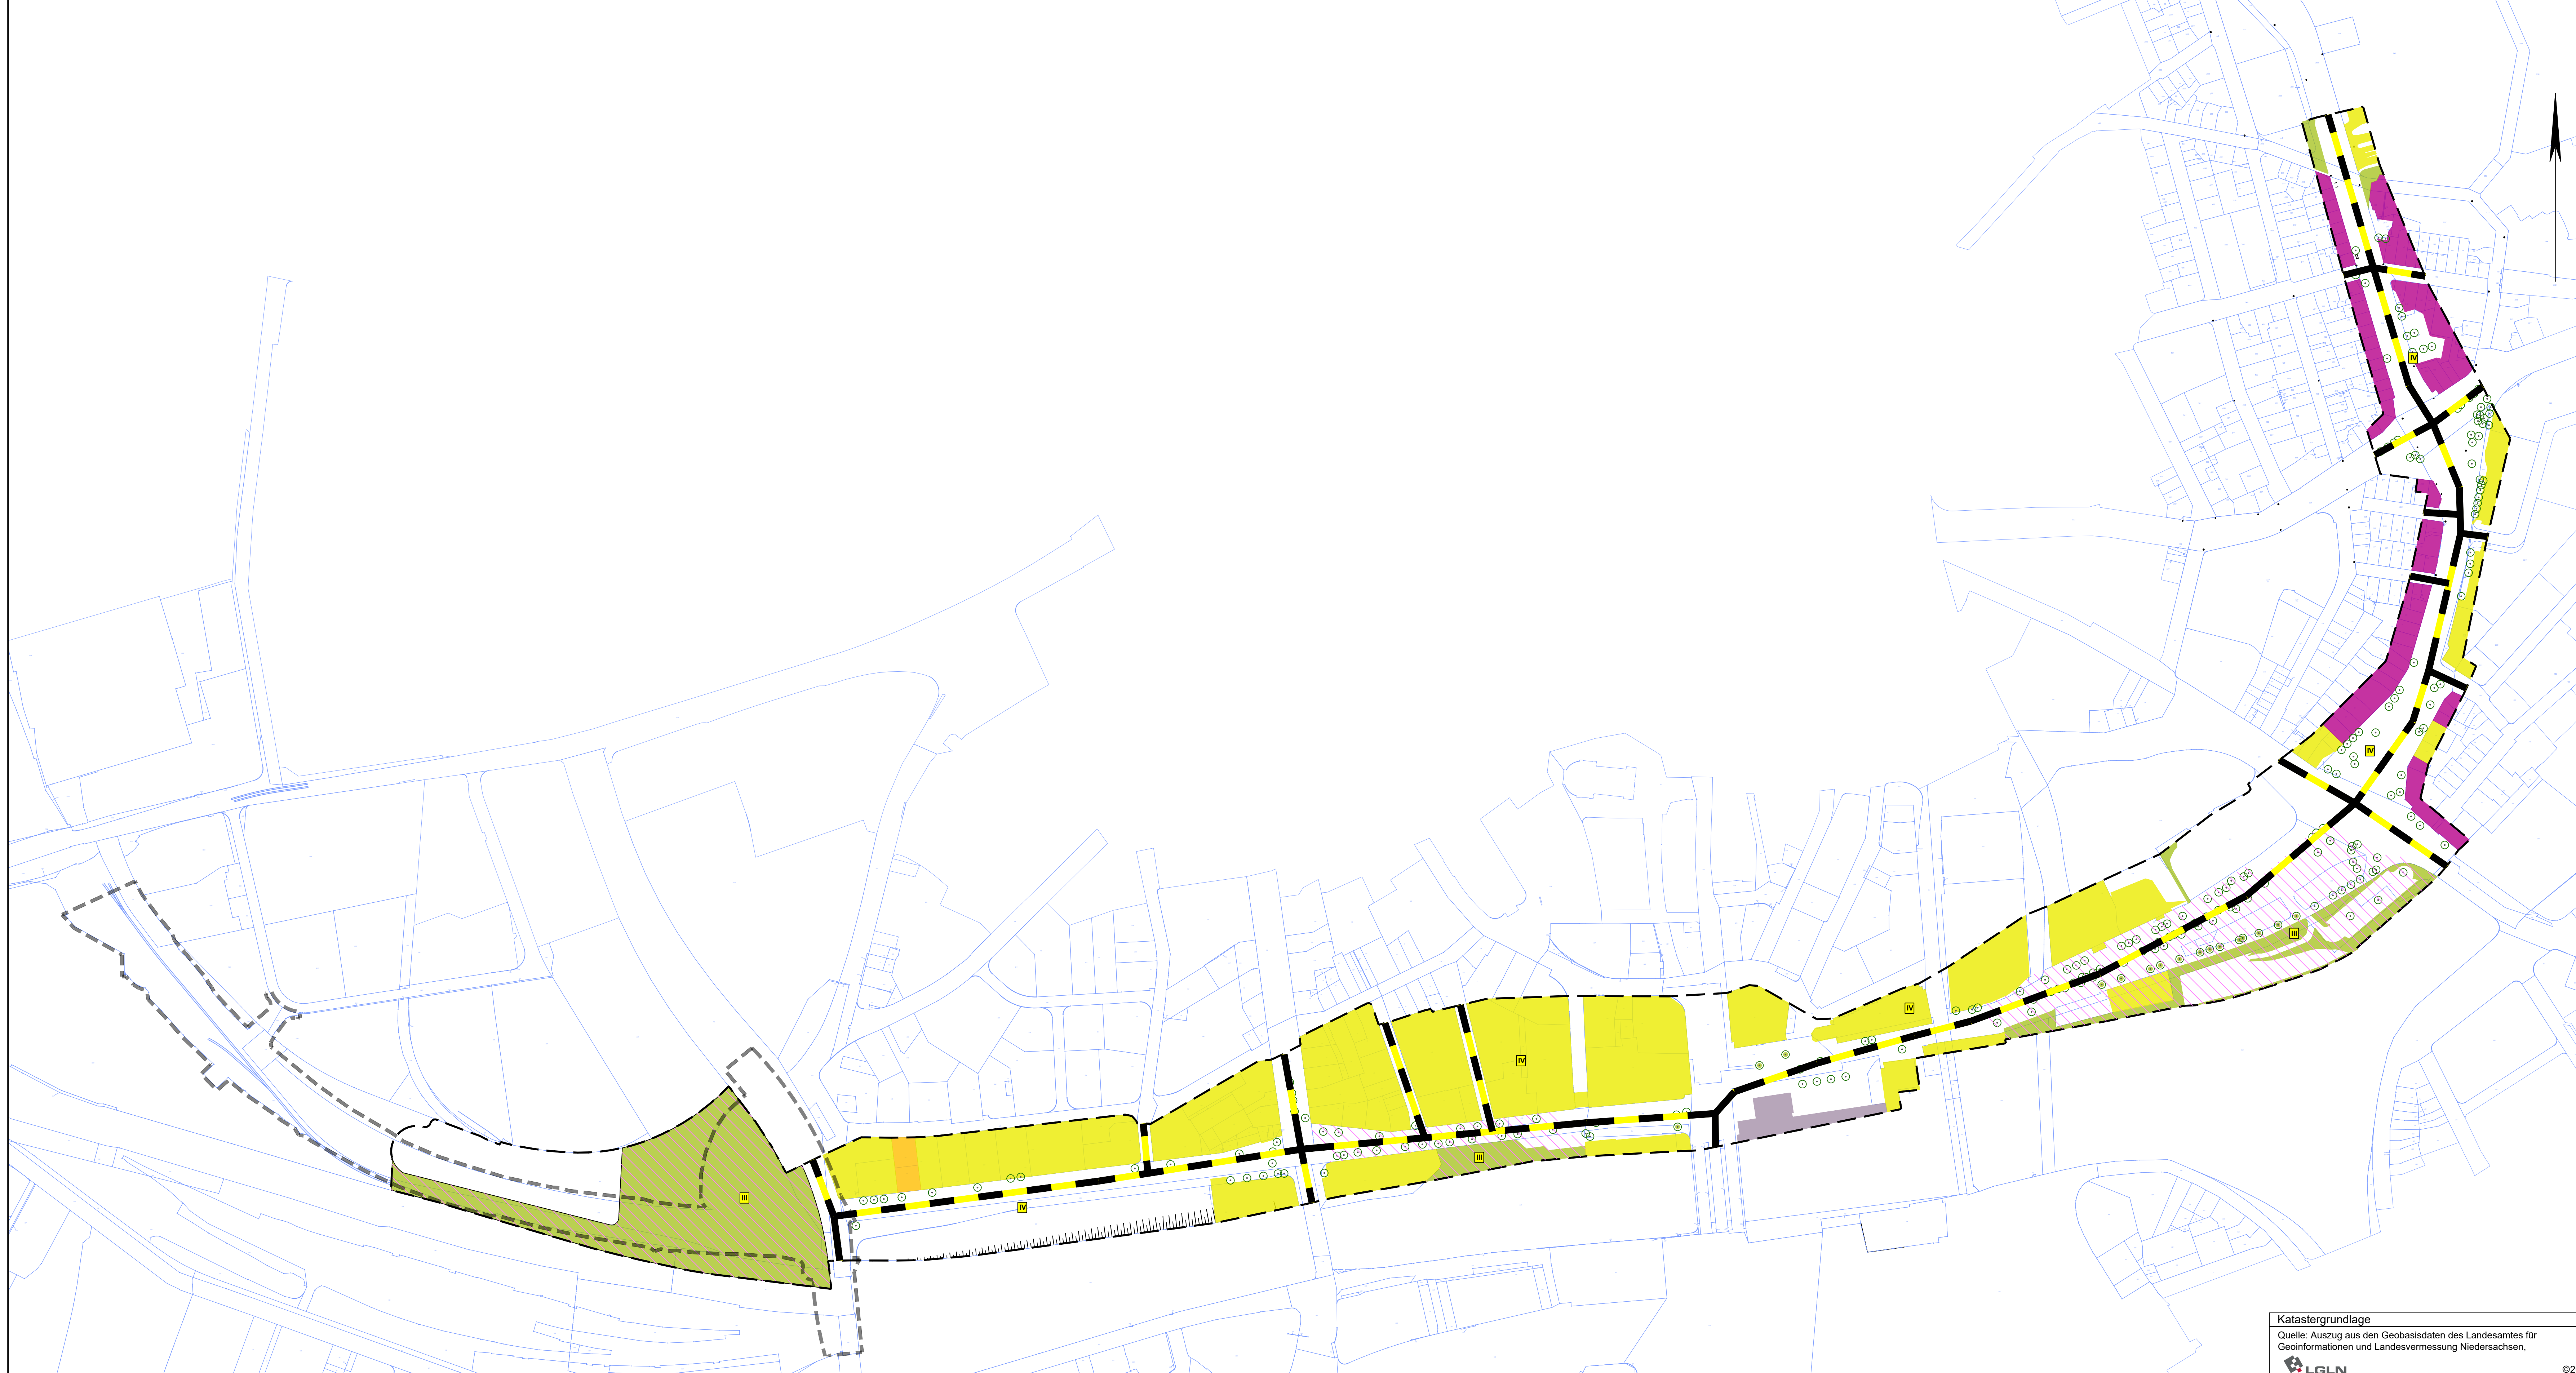 IV
IV
III
IV
IV
III
III
IV
Katastergrundlage
Quelle: Auszug aus den Geobasisdaten des Landesamtes für
Geoinformationen und Landesvermessung Niedersachsen,
LGLN
©2